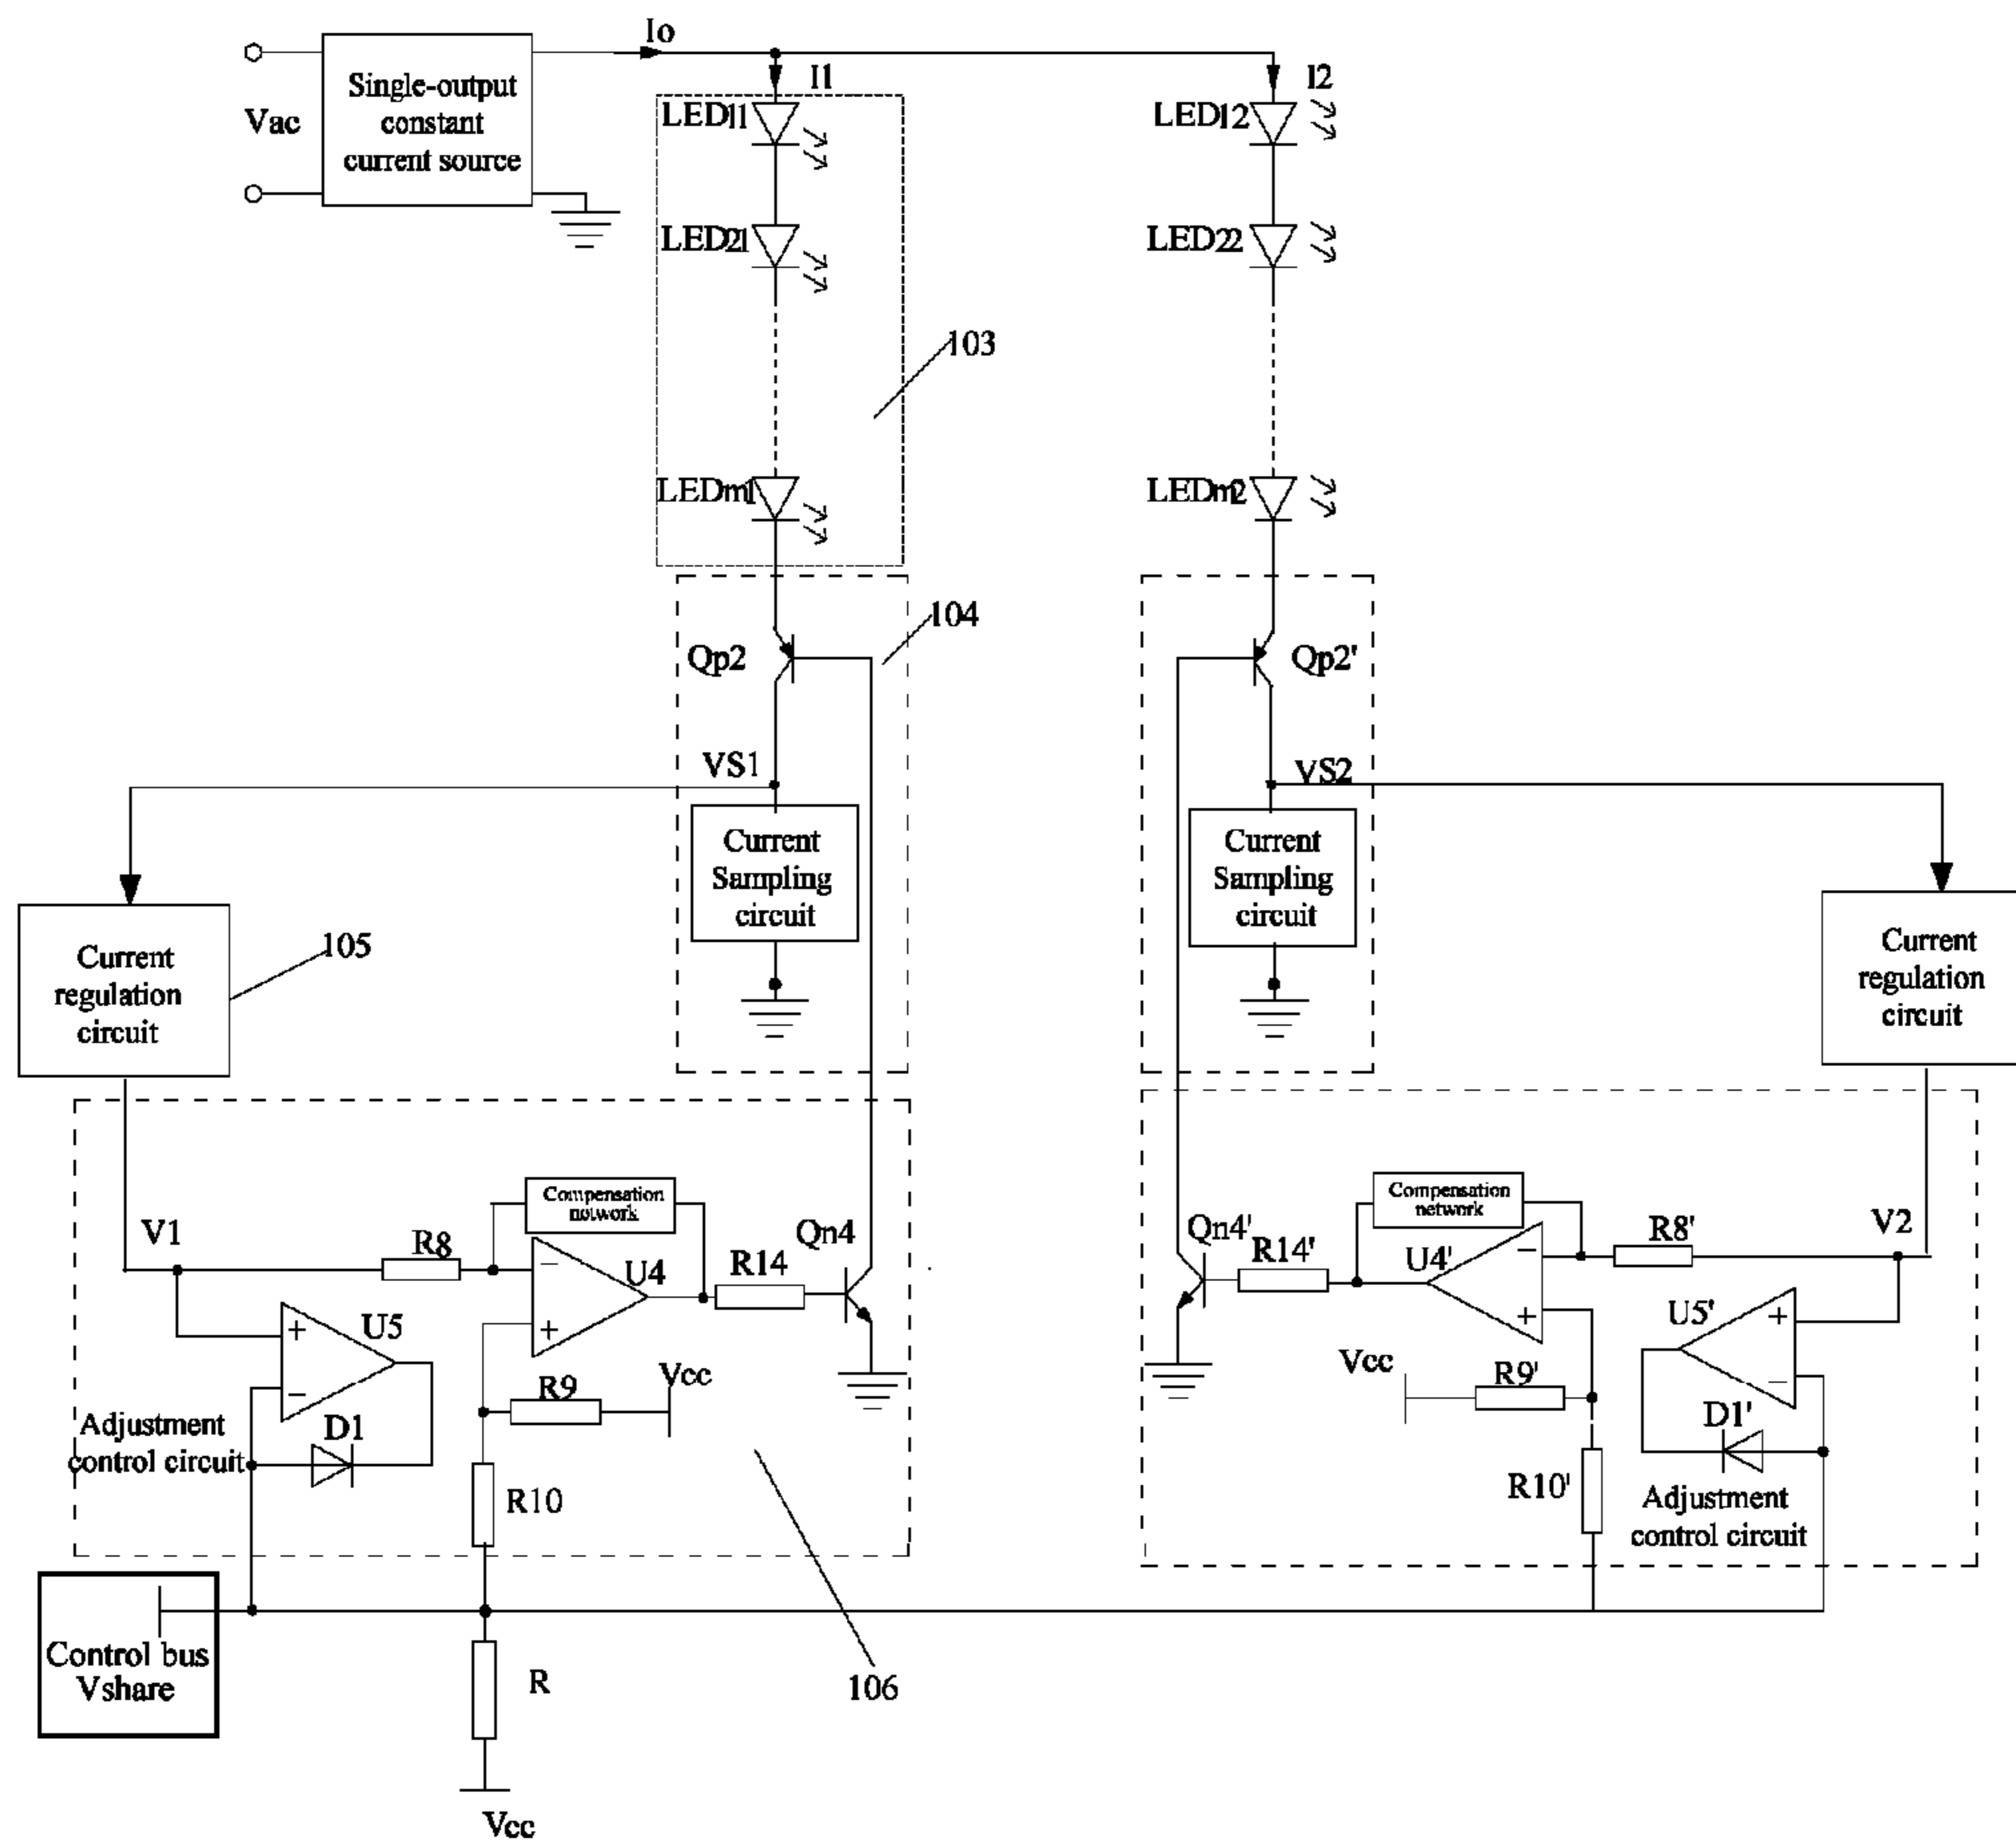 Io
I1
I2
Vac
Single-output
constant
current source
LED11
LED12
LED21
LED22
103
LEDm1
LEDm2
104
Qp2
Qp2'
VS1
VS2
Current
Sampling
circuit
Current
Sampling
circuit
Current
regulation
circuit
105
Current
regulation
circuit
V1
R8
Compensation
network
U4
R14
Qn4
Qn4'
R14'
Compensation
network
U4'
R8'
V2
U5
+
−
−
+
R9
Vcc
Vcc
R9'
−
+
U5'
+
−
Adjustment
control circuit
D1
R10
R10'
D1'
Adjustment
control circuit
Control bus
Vshare
R
106
Vcc